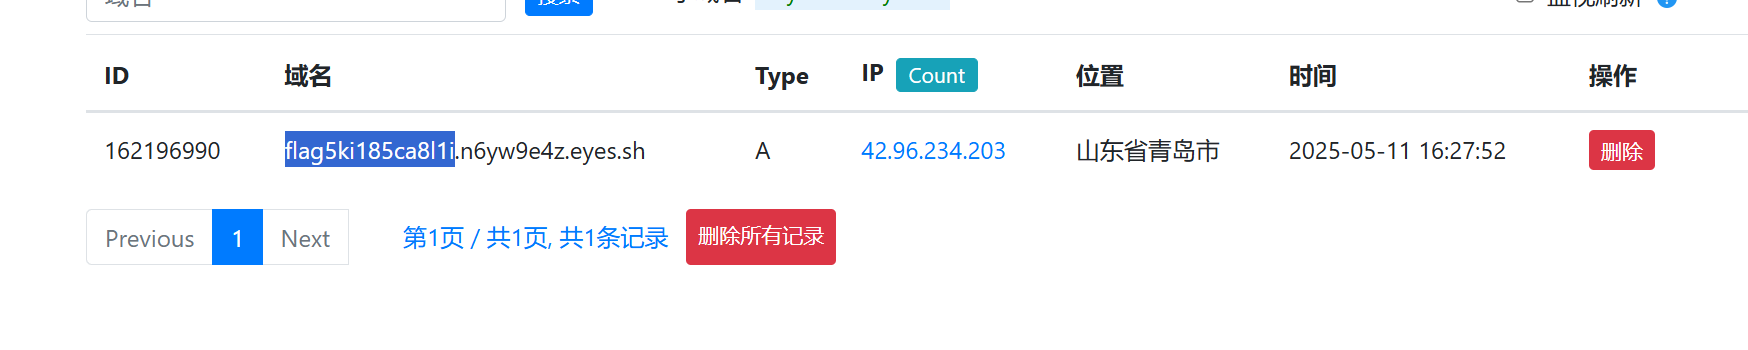 搜索
ID 域名 Type IP Count 位置 时间 操作
162196990 flag5ki185ca8l1i.n6yw9e4z.eyes.sh A 42.96.234.203 山东省青岛市 2025-05-11 16:27:52 删除
Previous 1 Next 第1页 / 共1页, 共1条记录 删除所有记录